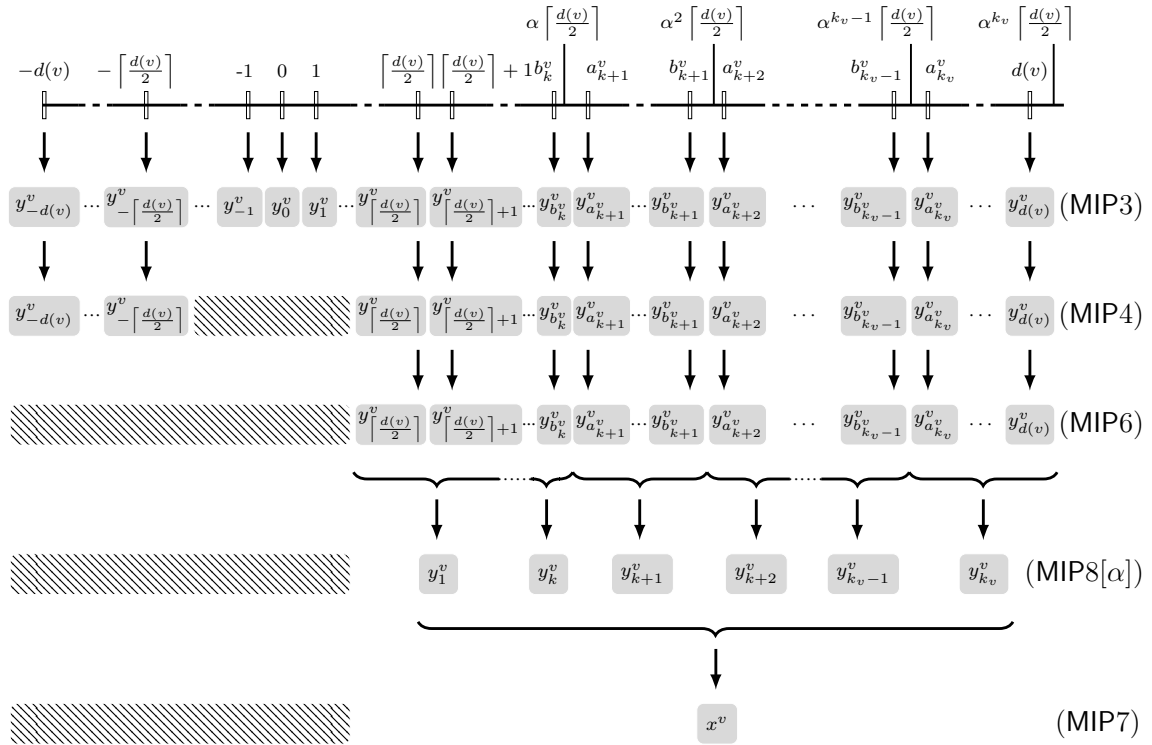 α⌈d(v)/2⌉ α²⌈d(v)/2⌉ α^{k_v−1}⌈d(v)/2⌉ α^{k_v}⌈d(v)/2⌉
−d(v) −⌈d(v)/2⌉ -1 0 1 ⌈d(v)/2⌉ ⌈d(v)/2⌉ + 1 b^v_k a^v_{k+1} b^v_{k+1} a^v_{k+2} b^v_{k_v−1} a^v_{k_v} d(v)
y^v_{−d(v)} ... y^v_{−⌈d(v)/2⌉} ... y^v_{−1} y^v_0 y^v_1 ... y^v_{⌈d(v)/2⌉} y^v_{⌈d(v)/2⌉+1} ... y^v_{b^v_k} y^v_{a^v_{k+1}} ... y^v_{b^v_{k+1}} y^v_{a^v_{k+2}} ... y^v_{b^v_{k_v−1}} y^v_{a^v_{k_v}} ... y^v_{d(v)} (MIP3)
y^v_{−d(v)} ... y^v_{−⌈d(v)/2⌉} y^v_{⌈d(v)/2⌉} y^v_{⌈d(v)/2⌉+1} ... y^v_{b^v_k} y^v_{a^v_{k+1}} ... y^v_{b^v_{k+1}} y^v_{a^v_{k+2}} ... y^v_{b^v_{k_v−1}} y^v_{a^v_{k_v}} ... y^v_{d(v)} (MIP4)
y^v_{⌈d(v)/2⌉} y^v_{⌈d(v)/2⌉+1} ... y^v_{b^v_k} y^v_{a^v_{k+1}} ... y^v_{b^v_{k+1}} y^v_{a^v_{k+2}} ... y^v_{b^v_{k_v−1}} y^v_{a^v_{k_v}} ... y^v_{d(v)} (MIP6)
y^v_1 y^v_k y^v_{k+1} y^v_{k+2} y^v_{k_v−1} y^v_{k_v} (MIP8[α])
x^v (MIP7)